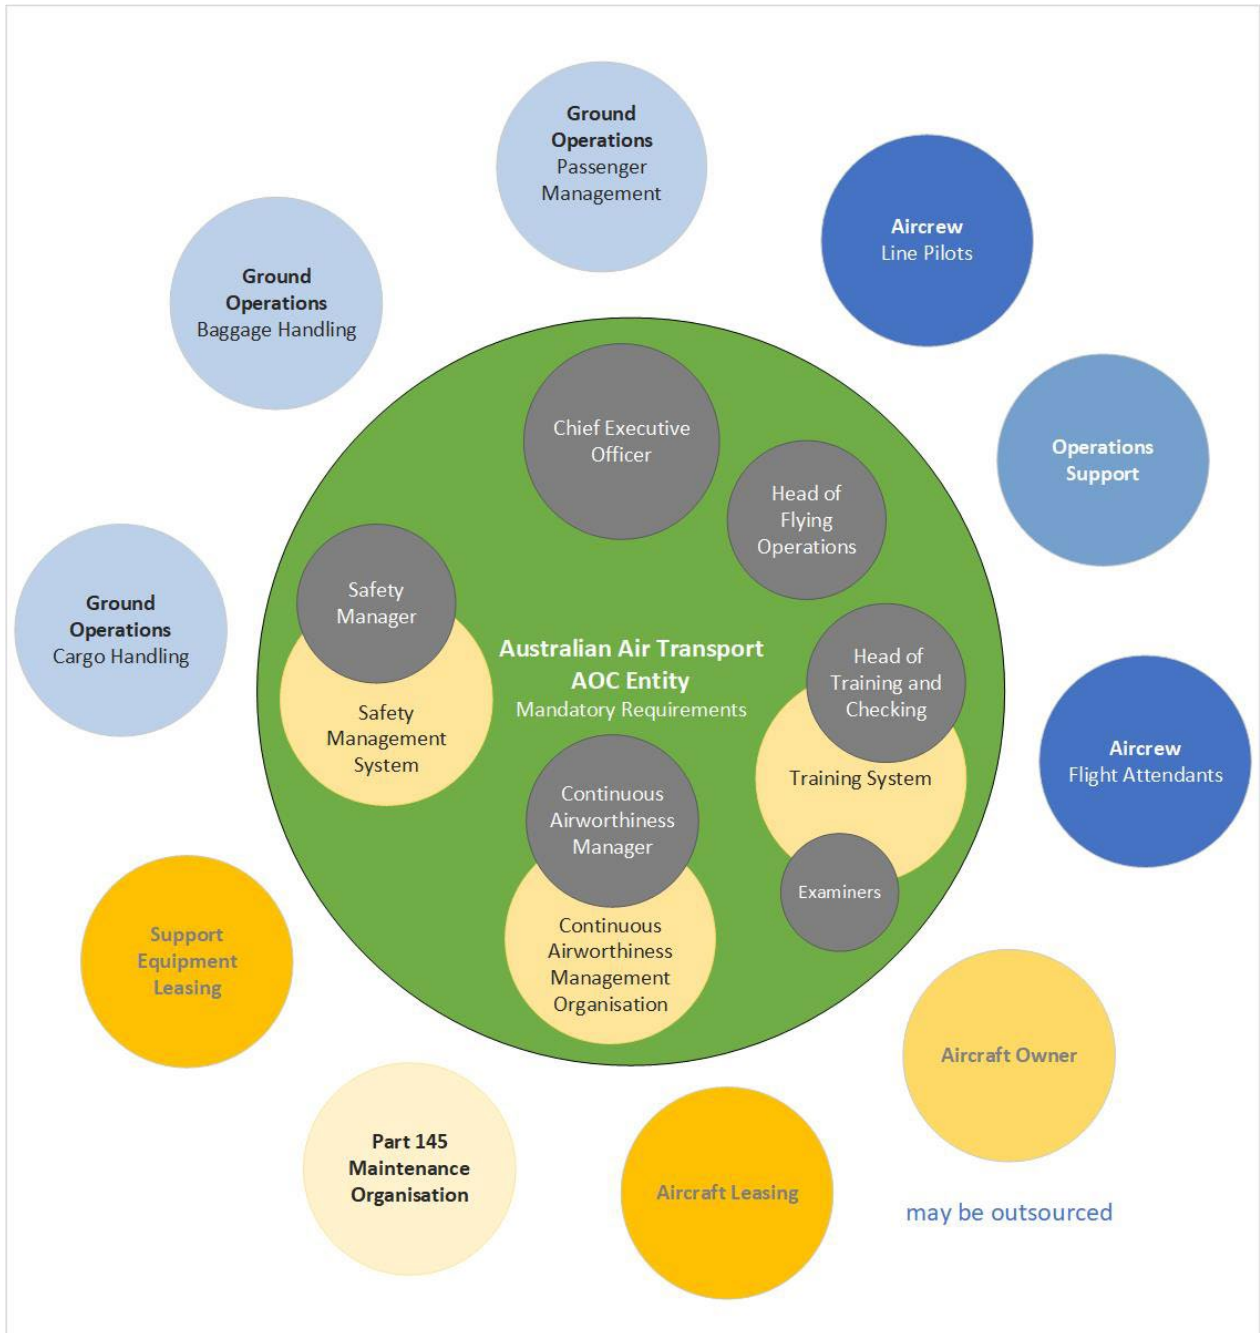 Ground
Operations
Passenger
Management
Aircrew
Line Pilots
Ground
Operations
Baggage Handling
Operations
Support
Chief Executive
Officer
Head of
Flying
Operations
Ground
Operations
Cargo Handling
Safety
Manager
Safety
Management
System
Australian Air Transport
AOC Entity
Mandatory Requirements
Head of
Training and
Checking
Training System
Examiners
Aircrew
Flight Attendants
Continuous
Airworthiness
Manager
Continuous
Airworthiness
Management
Organisation
Support
Equipment
Leasing
Aircraft Owner
Part 145
Maintenance
Organisation
Aircraft Leasing
may be outsourced